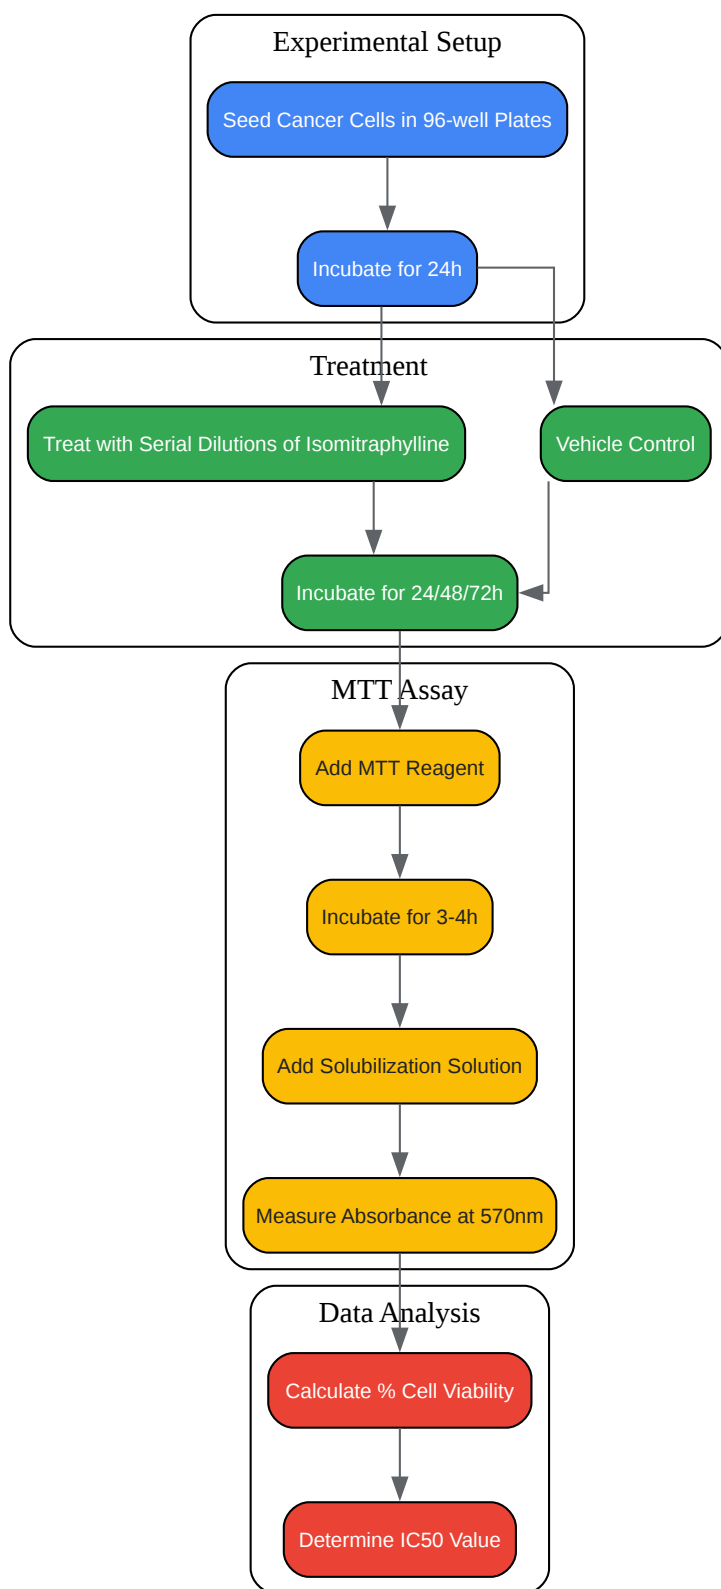 Experimental Setup
Seed Cancer Cells in 96-well Plates
Incubate for 24h
Treatment
Treat with Serial Dilutions of Isomitraphylline
Vehicle Control
Incubate for 24/48/72h
MTT Assay
Add MTT Reagent
Incubate for 3-4h
Add Solubilization Solution
Measure Absorbance at 570nm
Data Analysis
Calculate % Cell Viability
Determine IC50 Value